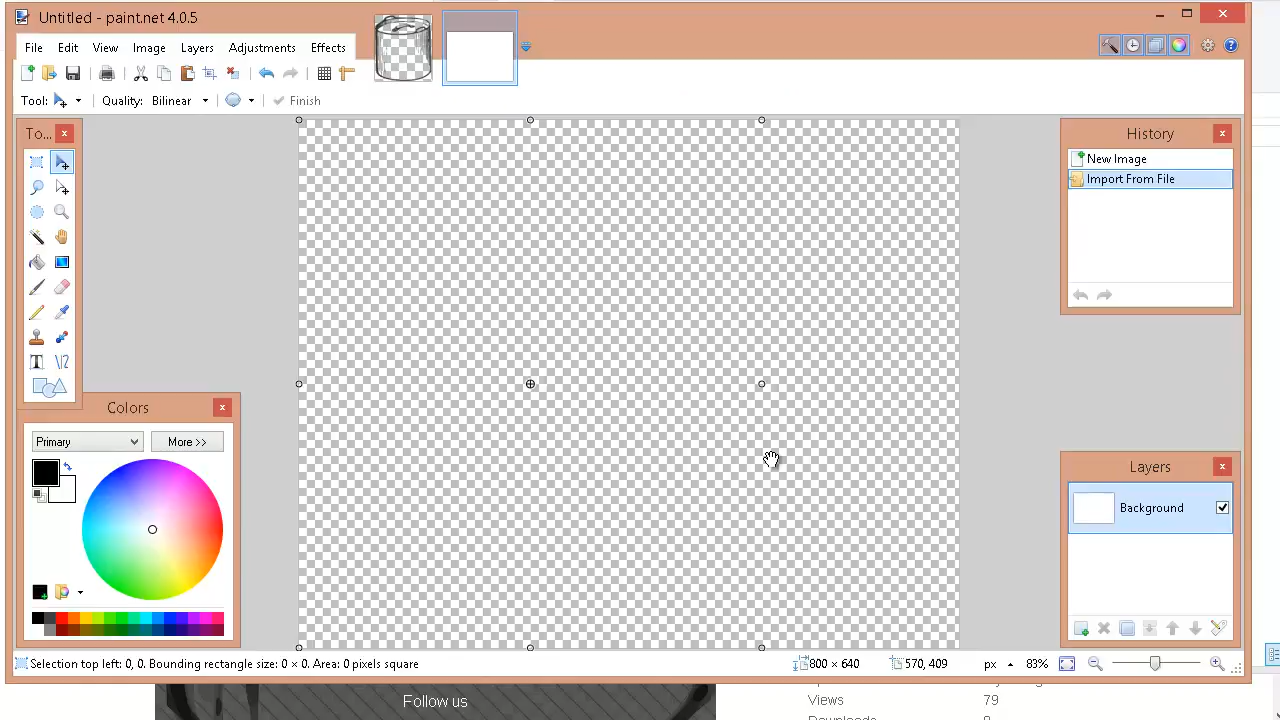 Untitled - paint.net 4.0.5
File Edit View Image Layers Adjustments Effects
Tool: Quality: Bilinear Finish
To...
History
New Image
Import From File
Colors
Primary More >>
Layers
Background
Selection top left: 0, 0. Bounding rectangle size: 0 × 0. Area: 0 pixels square 800 × 640 570, 409 px 83%
Follow us
Views 79